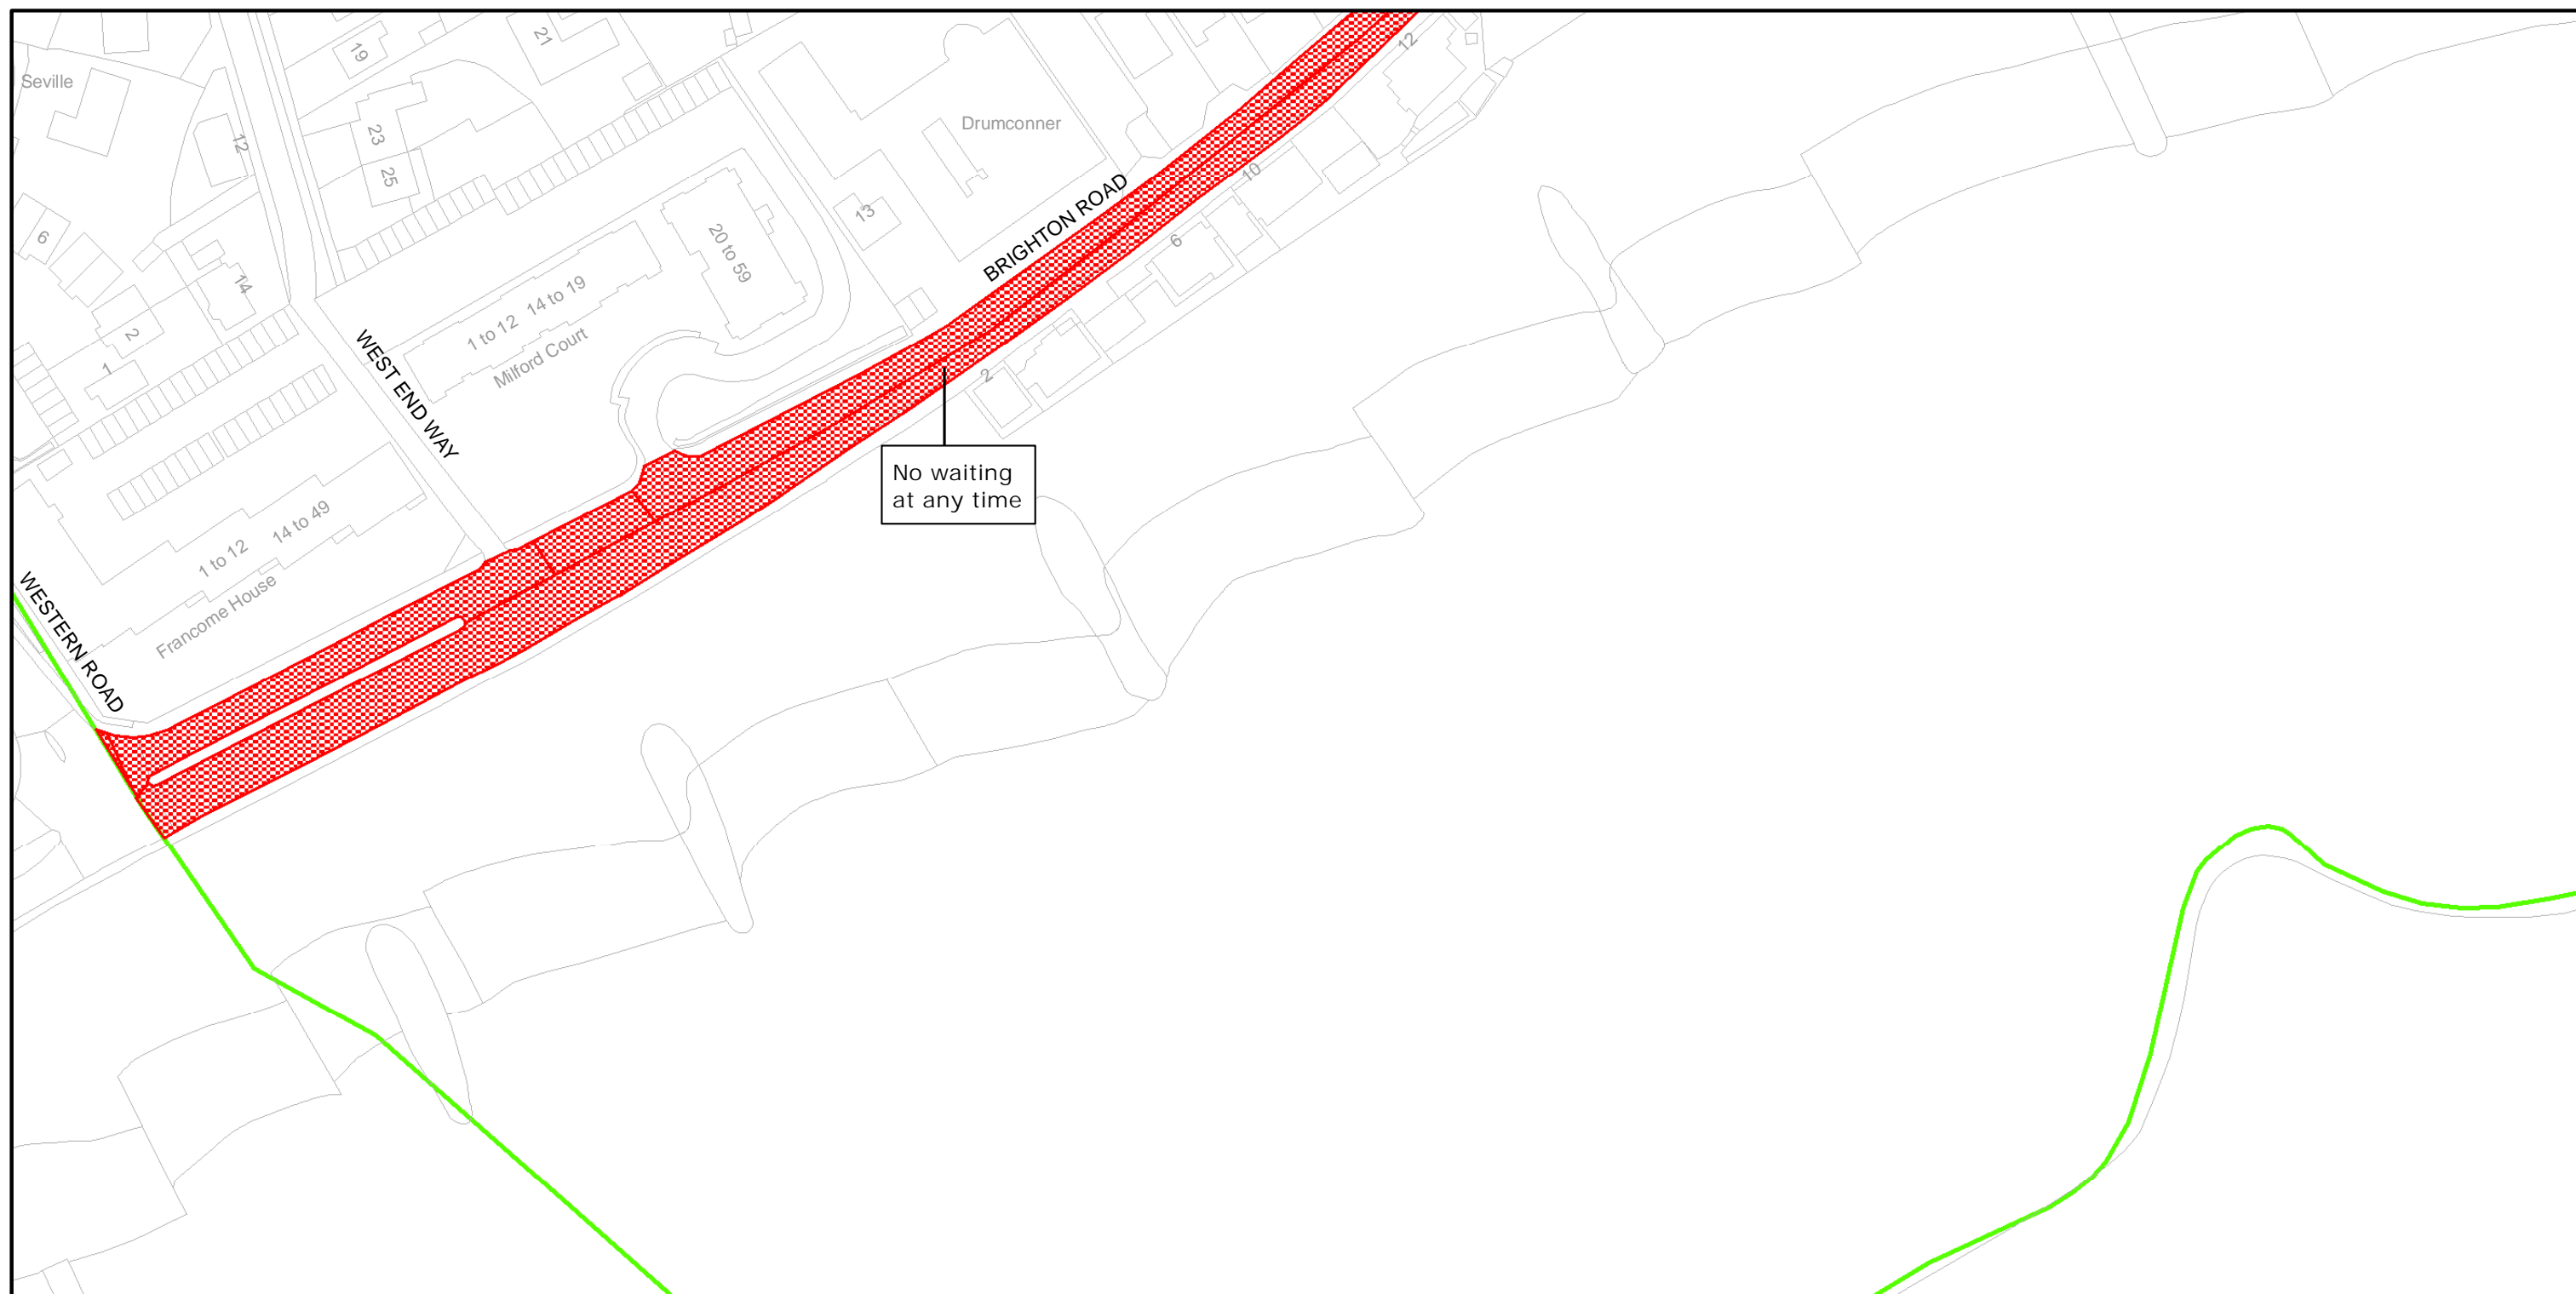 19
21
Seville
12
12
23
Drumconner
25
10
13
BRIGHTON ROAD
6
6
20 to 59
14
14 to 19
1 to 12
2
WEST END WAY
Milford Court
1
2
No waiting
at any time
14 to 49
1 to 12
WESTERN ROAD
Francome House